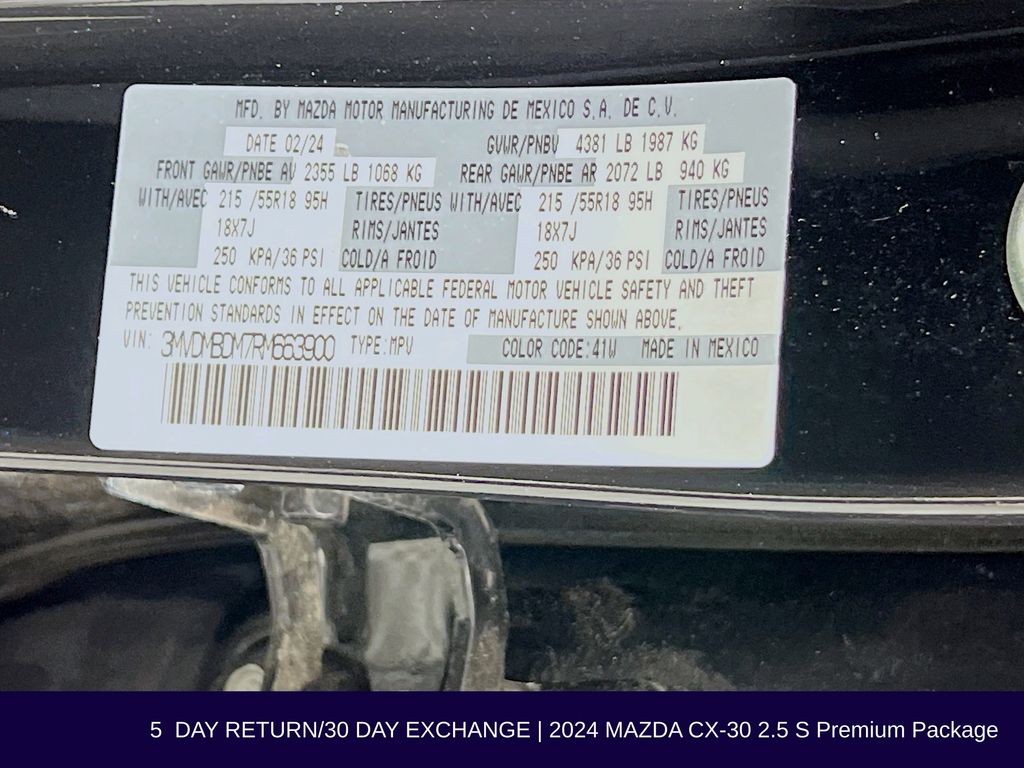 MFD. BY MAZDA MOTOR MANUFACTURING DE MEXICO S.A. DE C.V.
DATE 02/24 GVWR/PNBV 4381 LB 1987 KG
FRONT GAWR/PNBE AV 2355 LB 1068 KG REAR GAWR/PNBE AR 2072 LB 940 KG
WITH/AVEC 215 /55R18 95H TIRES/PNEUS WITH/AVEC 215 /55R18 95H TIRES/PNEUS
18X7J RIMS/JANTES 18X7J RIMS/JANTES
250 KPA/36 PSI COLD/A FROID 250 KPA/36 PSI COLD/A FROID
THIS VEHICLE CONFORMS TO ALL APPLICABLE FEDERAL MOTOR VEHICLE SAFETY AND THEFT
PREVENTION STANDARDS IN EFFECT ON THE DATE OF MANUFACTURE SHOWN ABOVE.
VIN: 3MVDMBDM7RM663900 TYPE:MPV COLOR CODE:41W MADE IN MEXICO
5 DAY RETURN/30 DAY EXCHANGE | 2024 MAZDA CX-30 2.5 S Premium Package